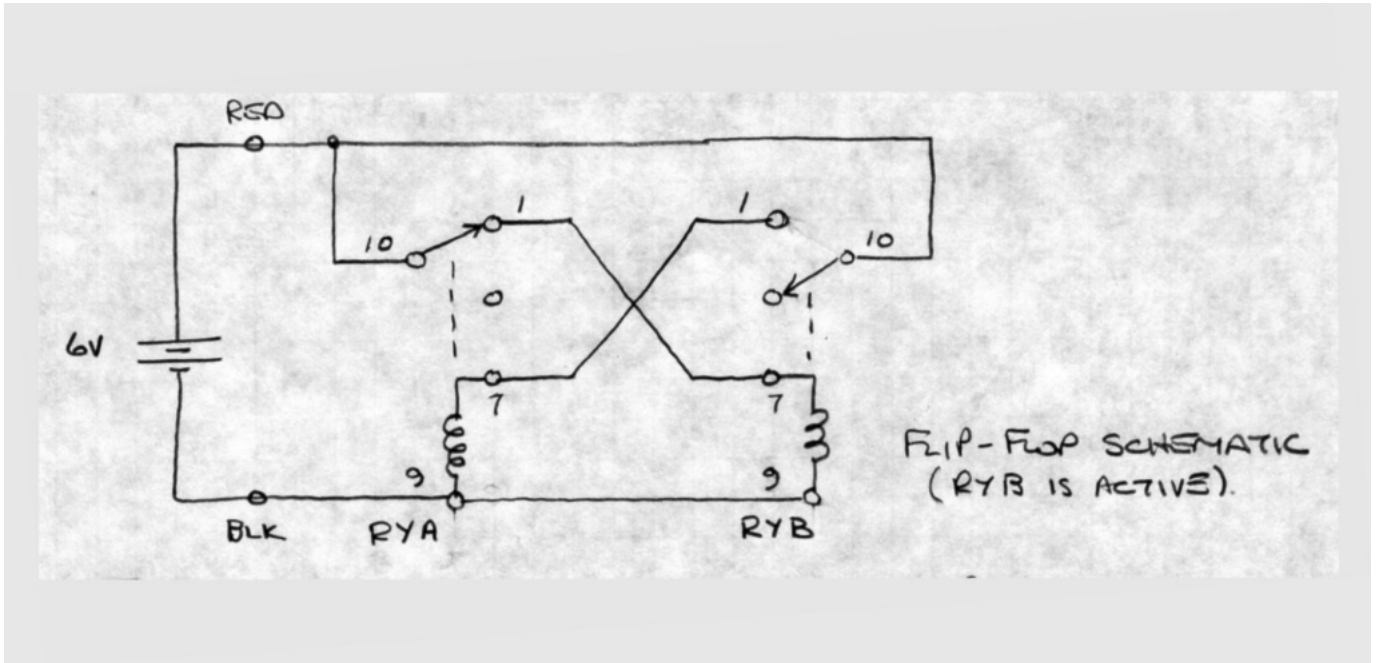 RED
1
1
10
10
6V
7
7
9
9
FLIP-FLOP SCHEMATIC
(RYB IS ACTIVE).
BLK
RYA
RYB